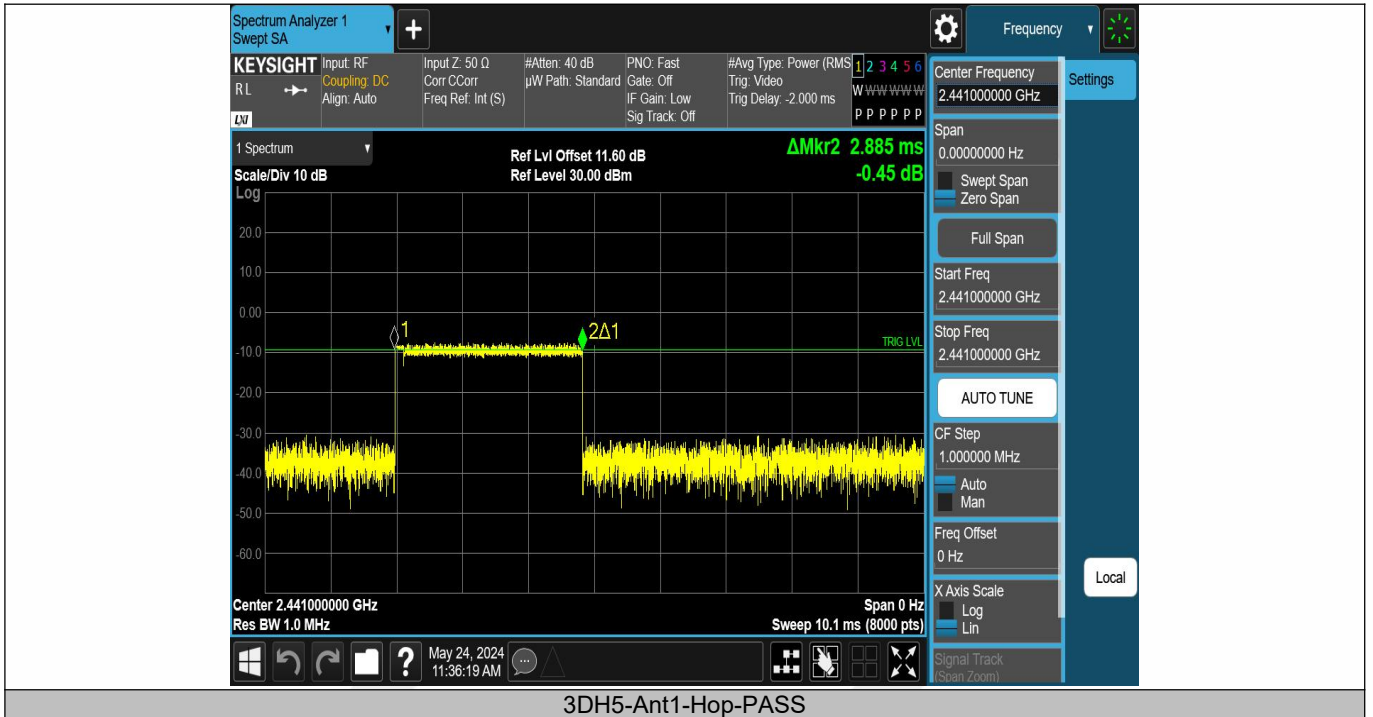 Spectrum Analyzer 1
Swept SA
+
Frequency
KEYSIGHT
RL
LXI
Input: RF
Coupling: DC
Align: Auto
Input Z: 50 Ω
Corr CCorr
Freq Ref: Int (S)
#Atten: 40 dB
µW Path: Standard
PNO: Fast
Gate: Off
IF Gain: Low
Sig Track: Off
#Avg Type: Power (RMS
Trig: Video
Trig Delay: -2.000 ms
1 2 3 4 5 6
W W W W W W
P P P P P P
1 Spectrum
Scale/Div 10 dB
Ref Lvl Offset 11.60 dB
Ref Level 30.00 dBm
ΔMkr2 2.885 ms
-0.45 dB
Log
20.0
10.0
0.00
-10.0
-20.0
-30.0
-40.0
-50.0
-60.0
1
2Δ1
TRIG LVL
Center 2.441000000 GHz
Res BW 1.0 MHz
Span 0 Hz
Sweep 10.1 ms (8000 pts)
Center Frequency
2.441000000 GHz
Settings
Span
0.00000000 Hz
Swept Span
Zero Span
Full Span
Start Freq
2.441000000 GHz
Stop Freq
2.441000000 GHz
AUTO TUNE
CF Step
1.000000 MHz
Auto
Man
Freq Offset
0 Hz
X Axis Scale
Log
Lin
Signal Track
(Span Zoom)
Local
?
May 24, 2024
11:36:19 AM
3DH5-Ant1-Hop-PASS